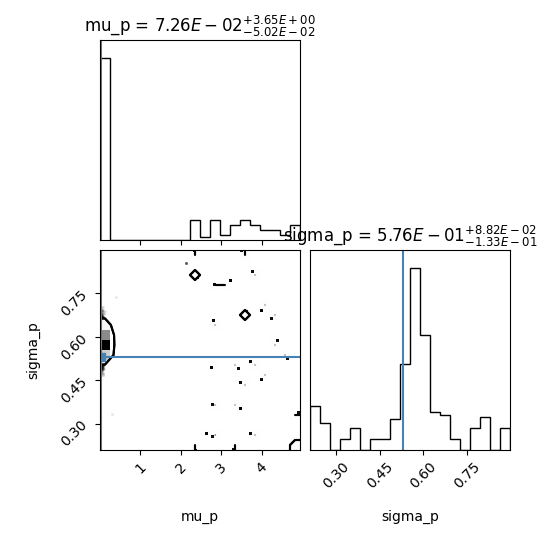 mu_p = 7.26E − 02+3.65E+00−5.02E−02
sigma_p = 5.76E − 01+8.82E−02−1.33E−01
0.75
0.60
0.45
0.30
sigma_p
1 2 3 4
0.30 0.45 0.60 0.75
mu_p sigma_p